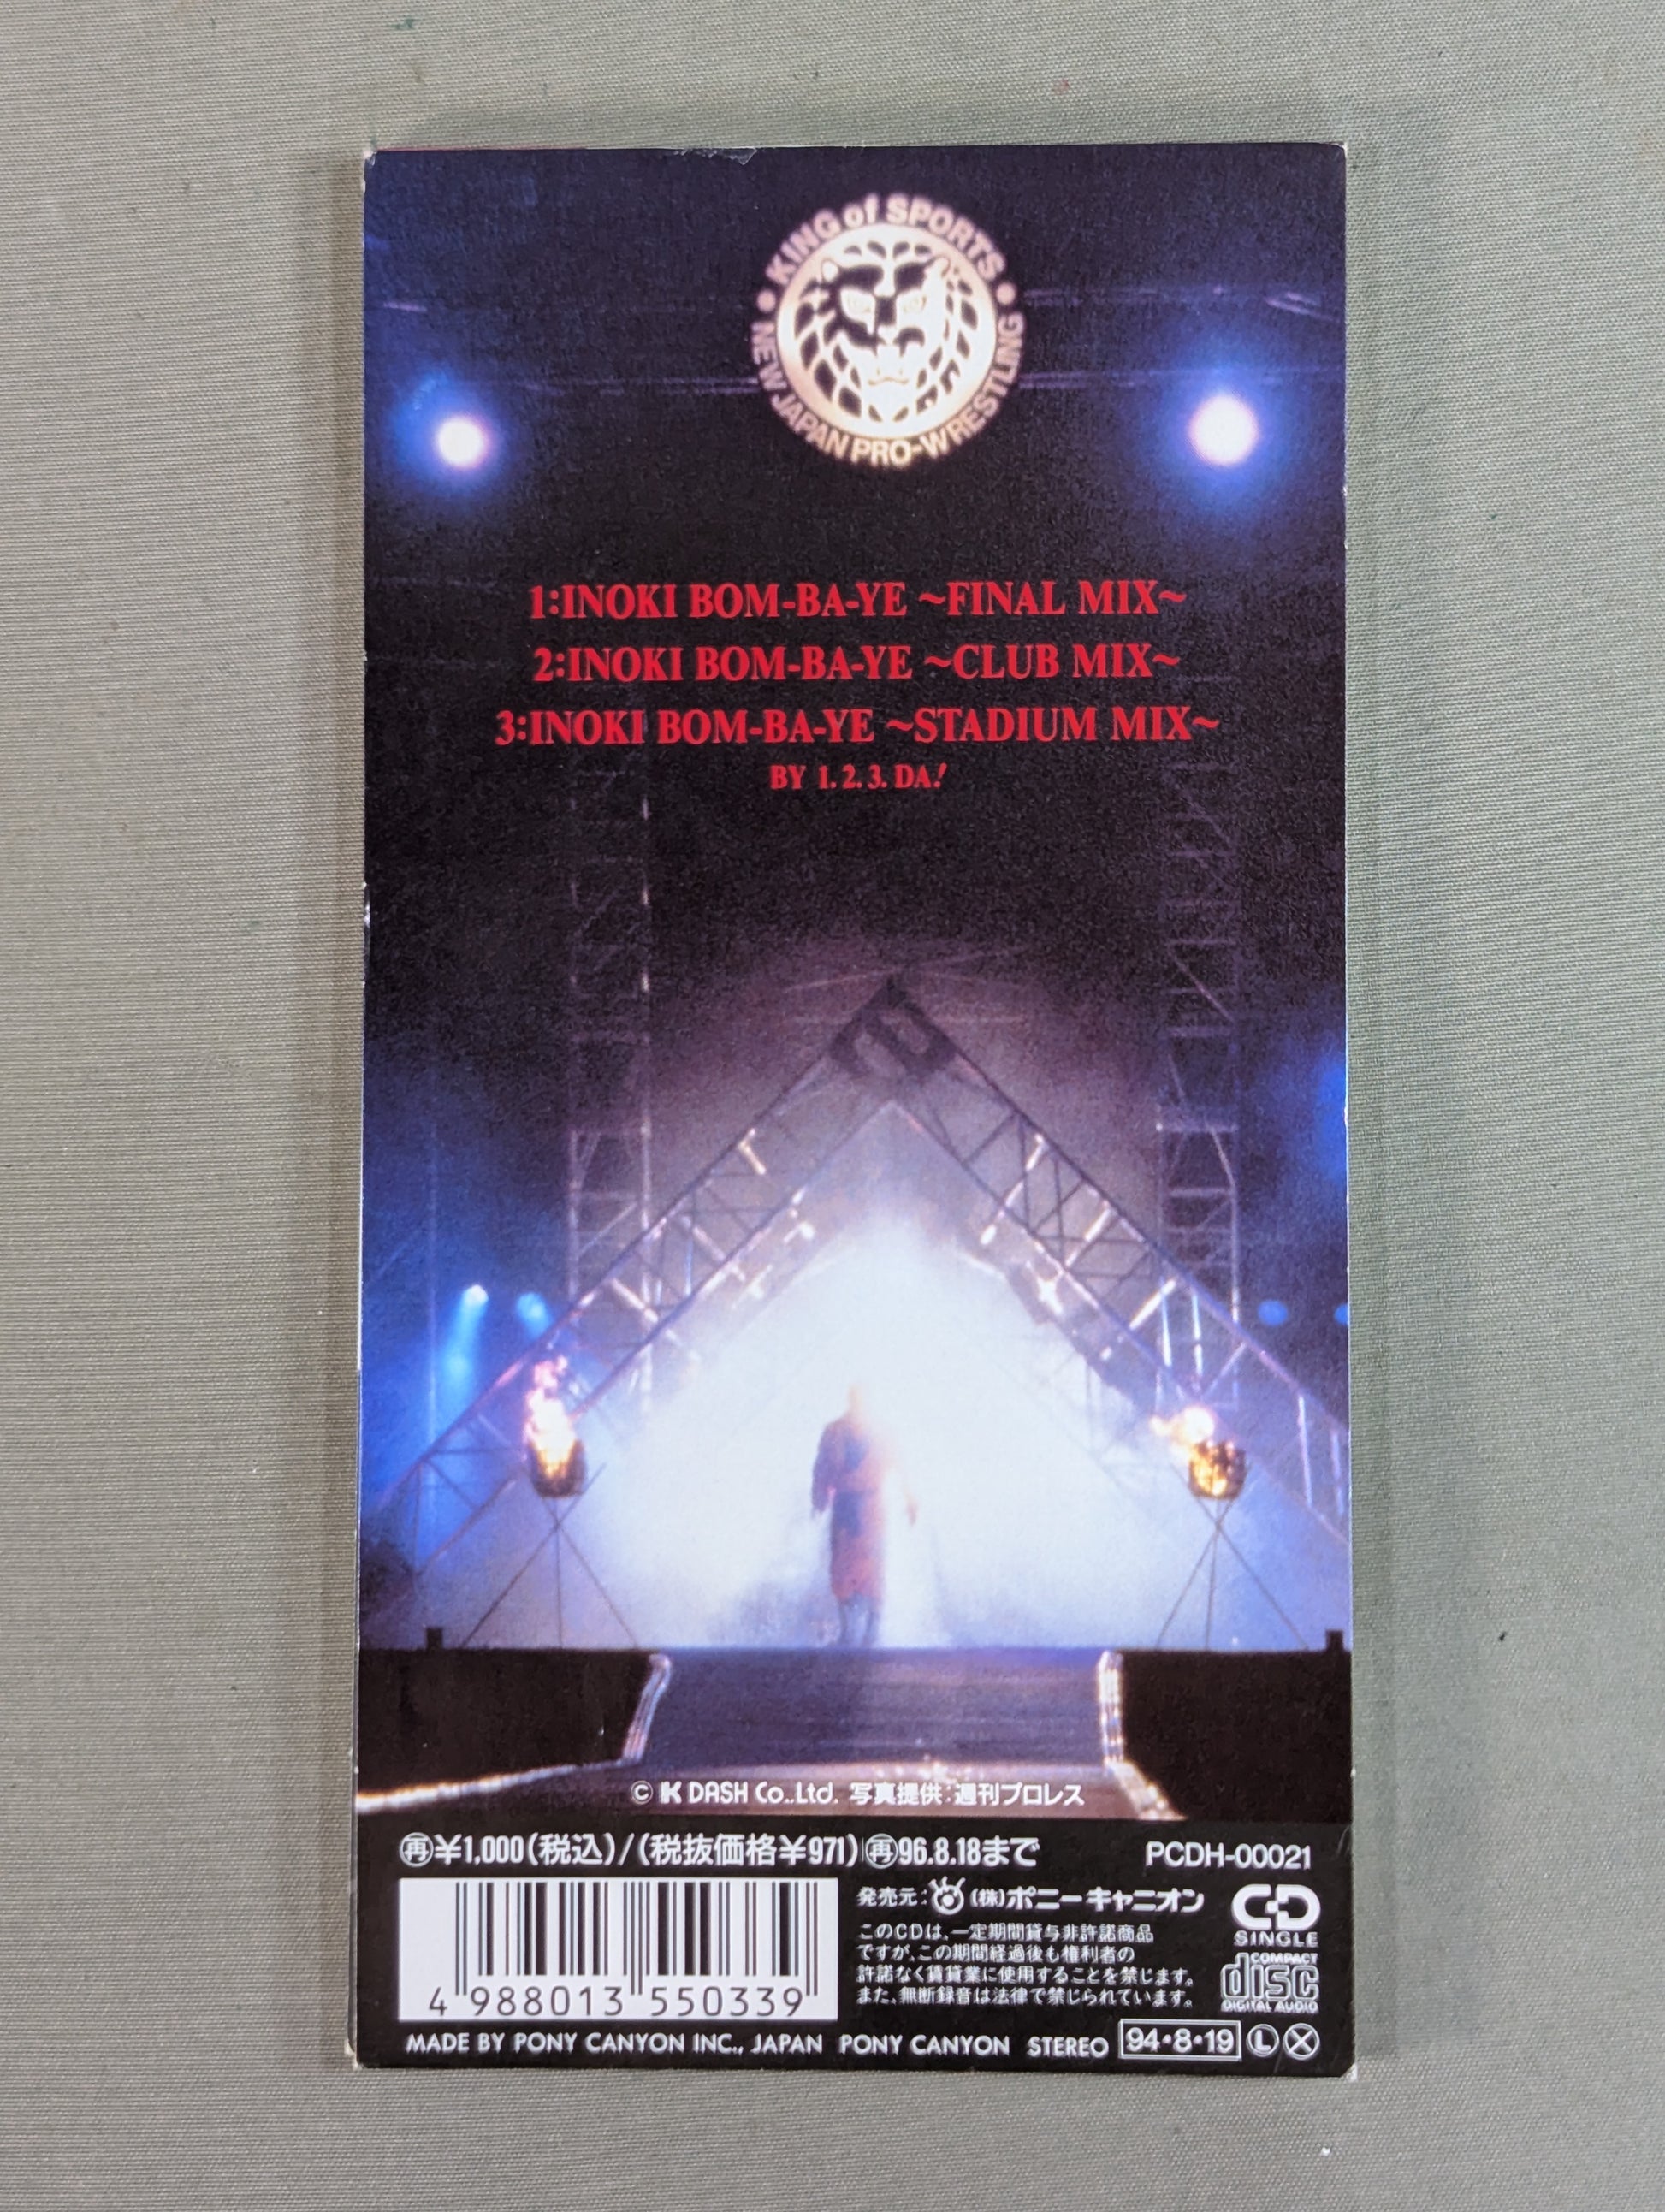 KING of SPORTS
NEW JAPAN PRO-WRESTLING
1:INOKI BOM-BA-YE ~FINAL MIX~
2:INOKI BOM-BA-YE ~CLUB MIX~
3:INOKI BOM-BA-YE ~STADIUM MIX~
BY 1. 2. 3. DA!
© K DASH Co.,Ltd. 写真提供:週刊プロレス
㊢¥1,000(税込)/(税抜価格¥971) 再96.8.18まで PCDH-00021
発売元: (株)ポニーキャニオン
このCDは、一定期間貸与非許諾商品
ですが、この期間経過後も権利者の
許諾なく賃貸業に使用することを禁じます。
また、無断録音は法律で禁じられています。
CD
SINGLE
COMPACT
disc
DIGITAL AUDIO
4 988013 550339
MADE BY PONY CANYON INC., JAPAN PONY CANYON STEREO 94·8·19 Ⓛ Ⓧ